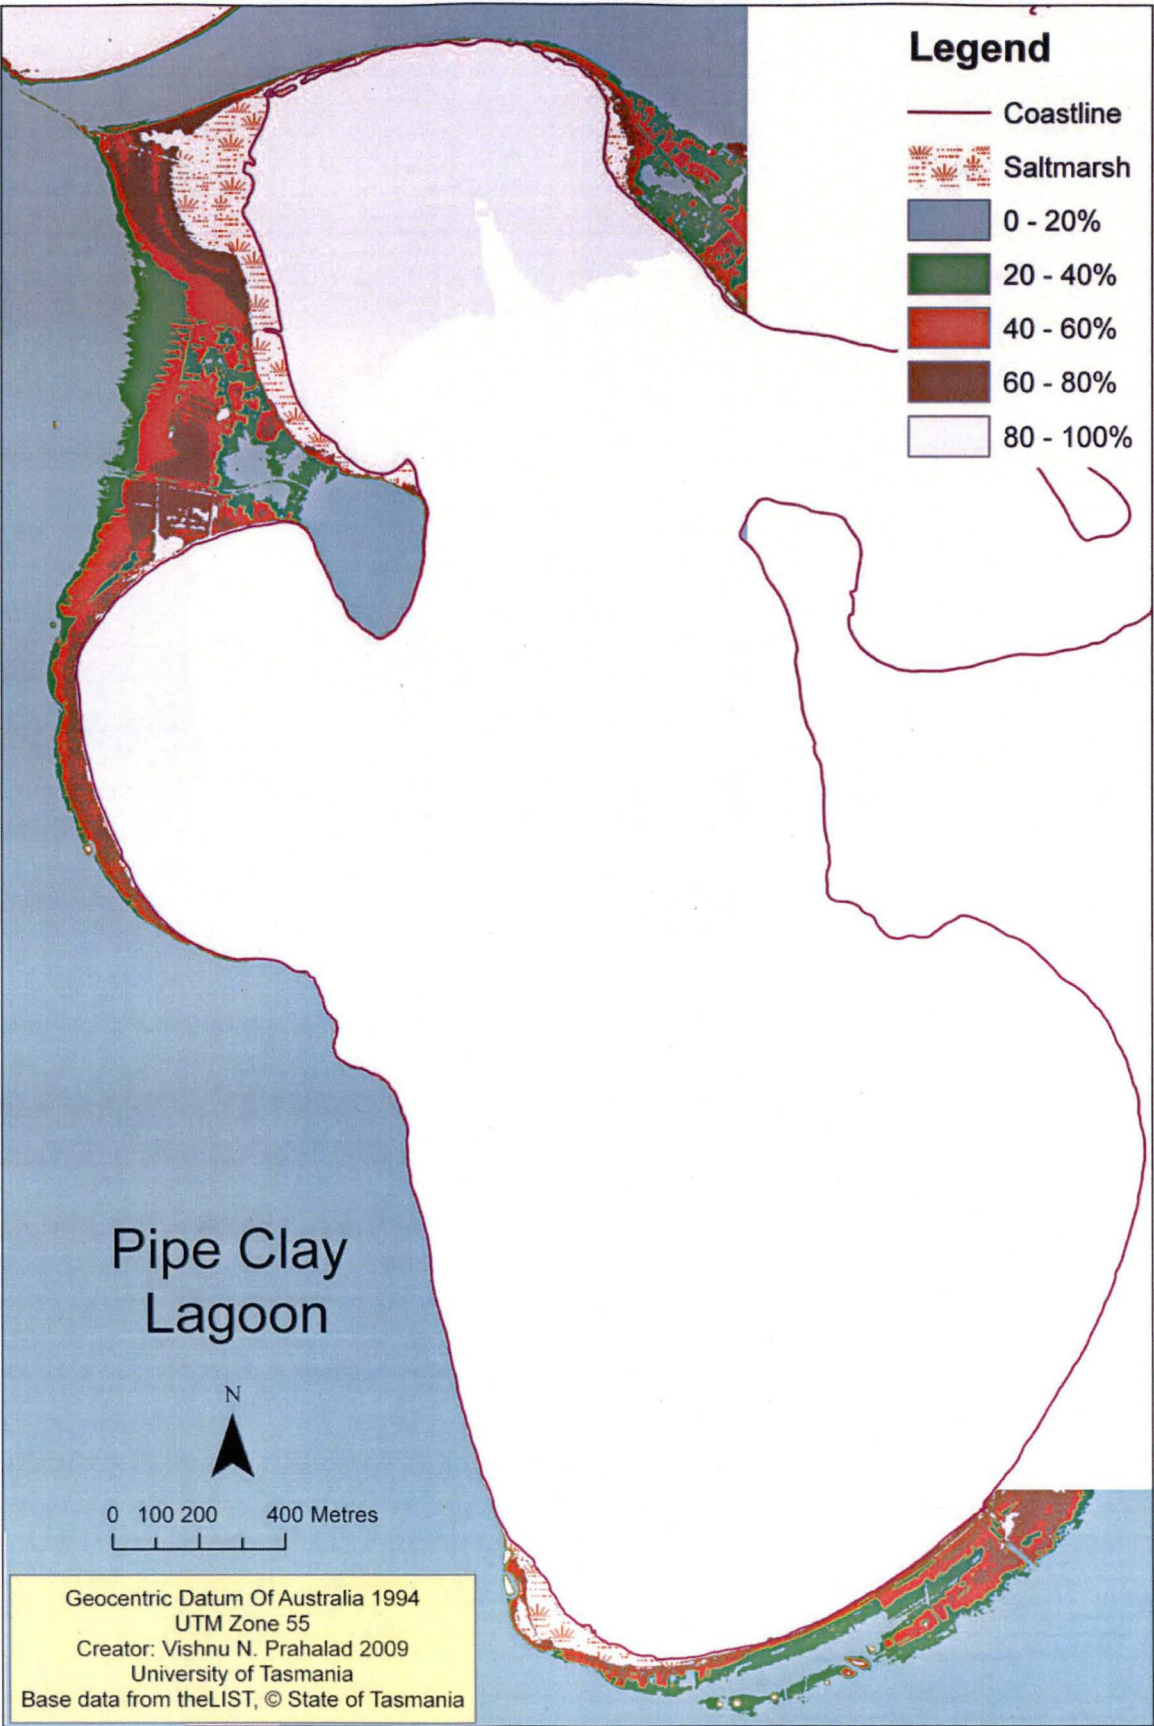 Legend
Coastline
Saltmarsh
0 - 20%
20 - 40%
40 - 60%
60 - 80%
80 - 100%
Pipe Clay
Lagoon
N
0 100 200 400 Metres
Geocentric Datum Of Australia 1994
UTM Zone 55
Creator: Vishnu N. Prahalad 2009
University of Tasmania
Base data from theLIST, © State of Tasmania